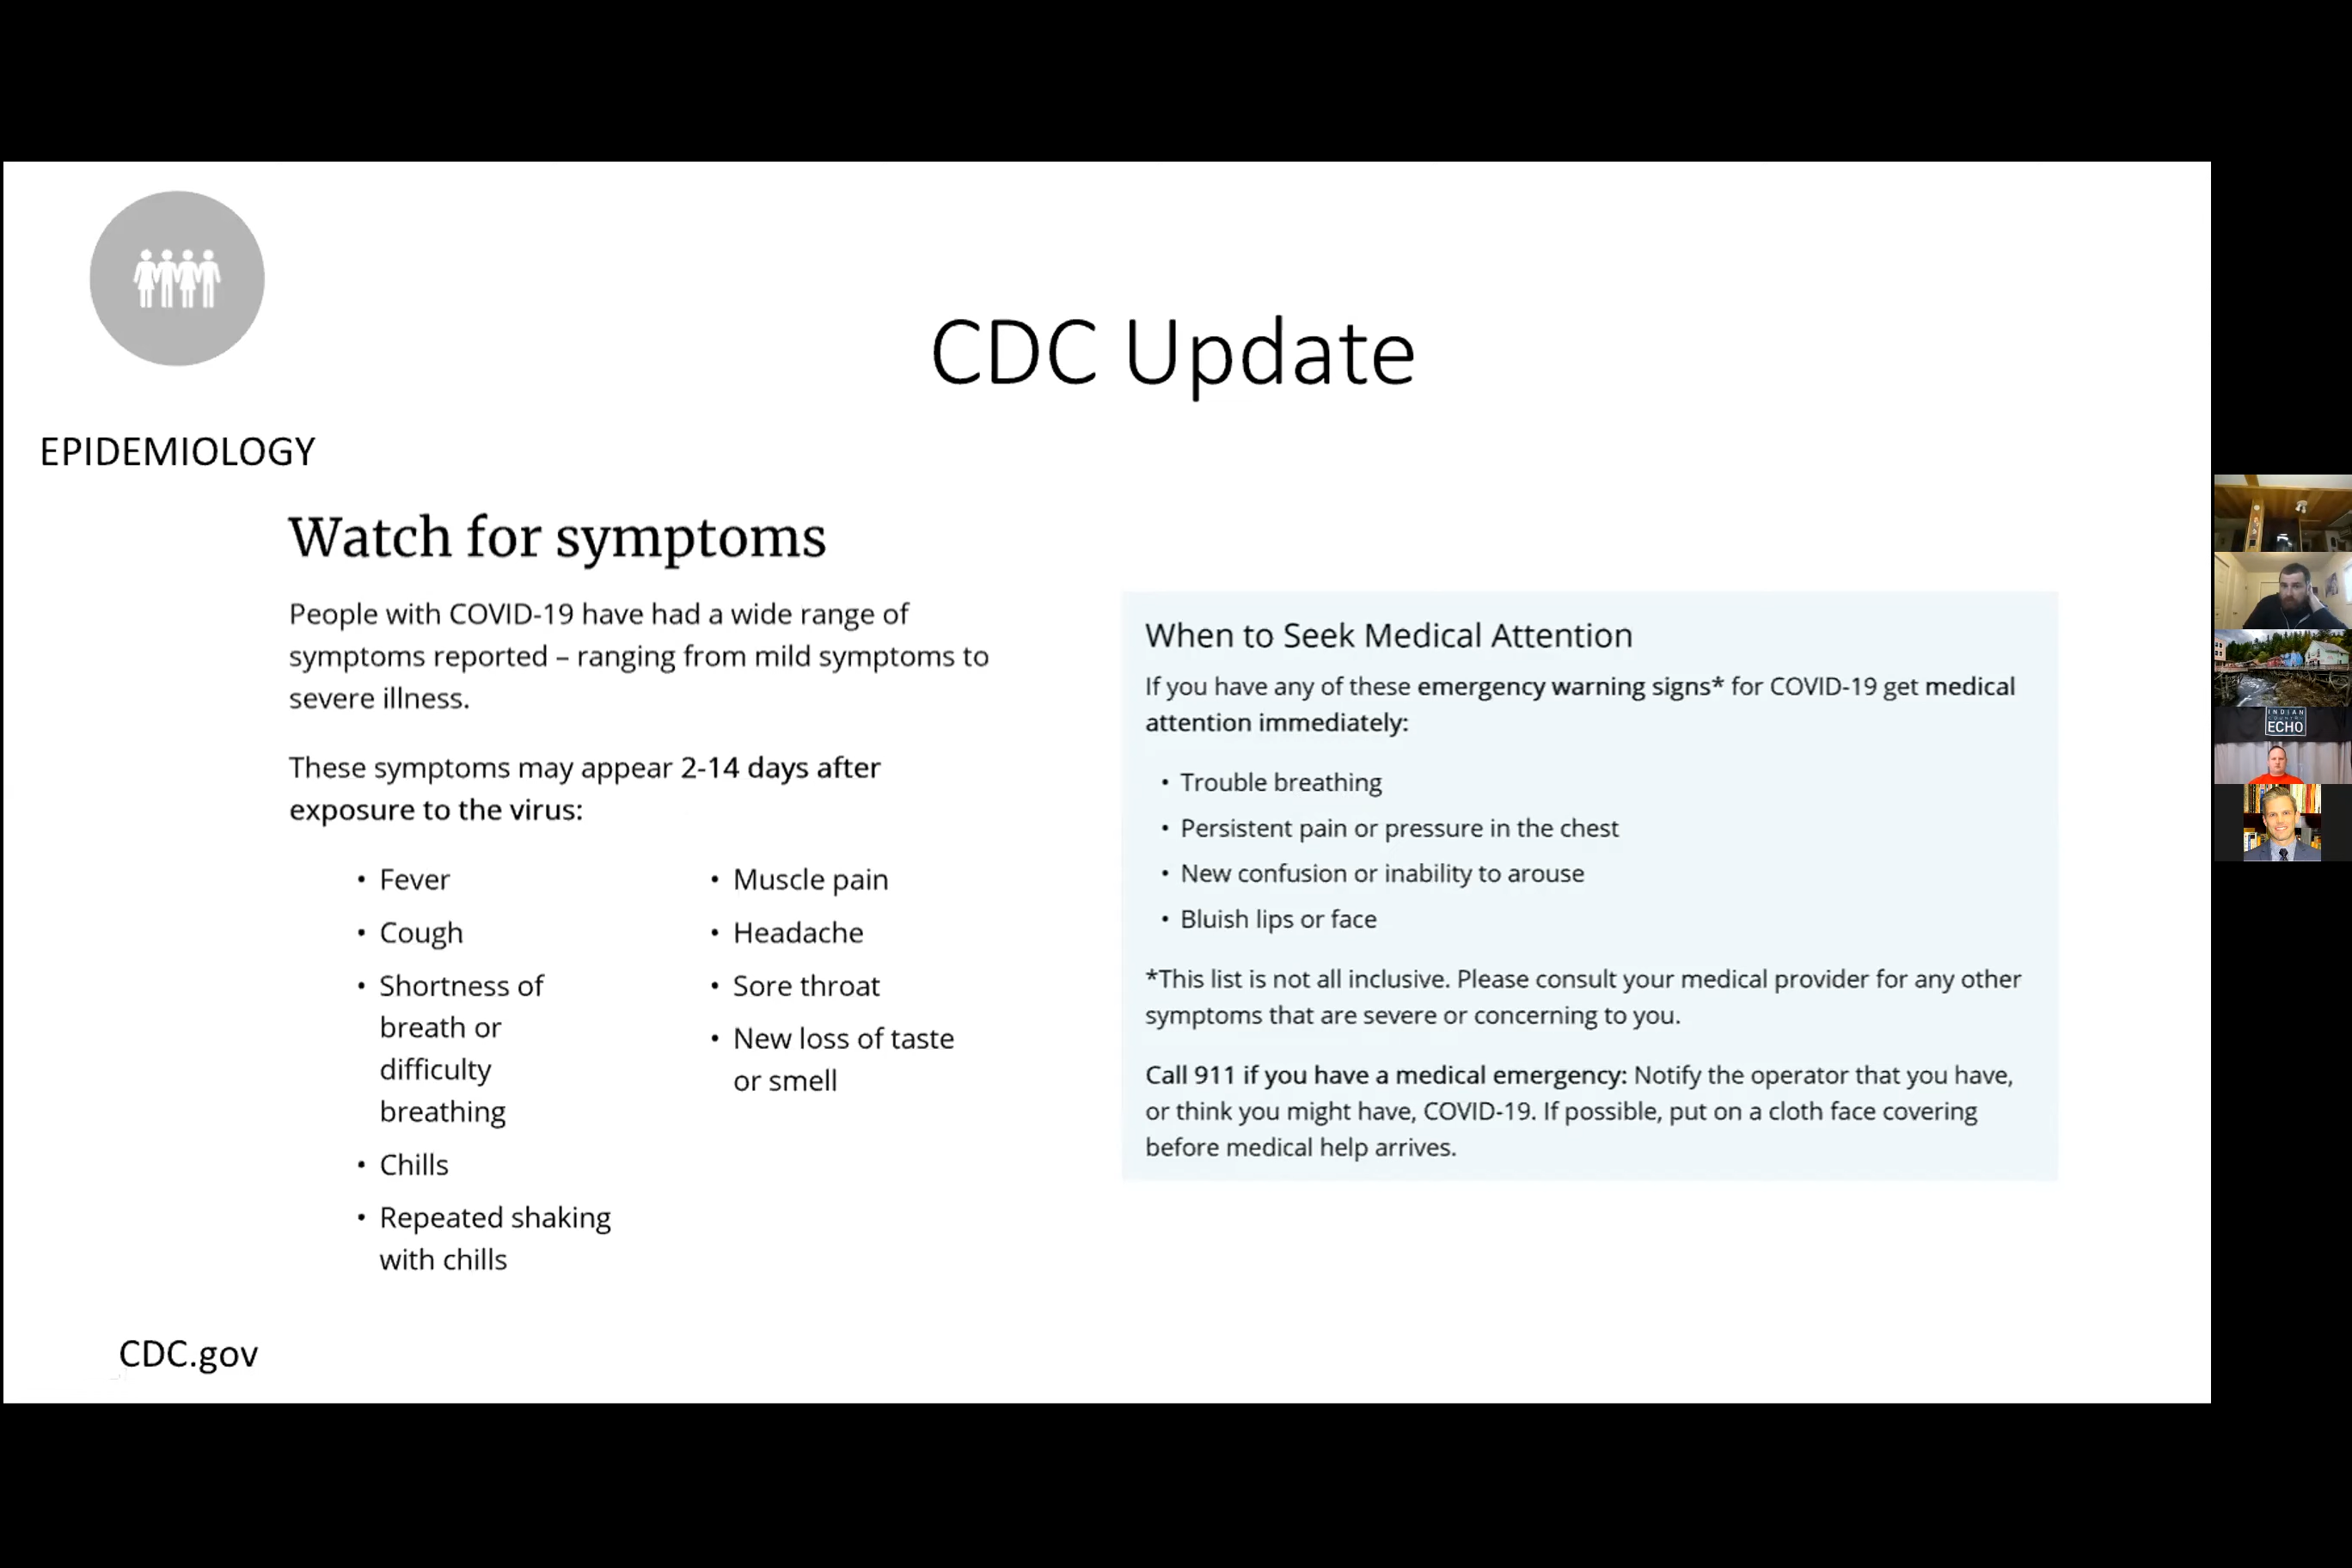 CDC Update
EPIDEMIOLOGY
Watch for symptoms
People with COVID-19 have had a wide range of
symptoms reported – ranging from mild symptoms to
severe illness.
These symptoms may appear 2-14 days after
exposure to the virus:
• Fever
• Cough
• Shortness of
breath or
difficulty
breathing
• Chills
• Repeated shaking
with chills
• Muscle pain
• Headache
• Sore throat
• New loss of taste
or smell
When to Seek Medical Attention
If you have any of these emergency warning signs* for COVID-19 get medical
attention immediately:
• Trouble breathing
• Persistent pain or pressure in the chest
• New confusion or inability to arouse
• Bluish lips or face
*This list is not all inclusive. Please consult your medical provider for any other
symptoms that are severe or concerning to you.
Call 911 if you have a medical emergency: Notify the operator that you have,
or think you might have, COVID-19. If possible, put on a cloth face covering
before medical help arrives.
CDC.gov
INDIAN
COUNTRY
ECHO